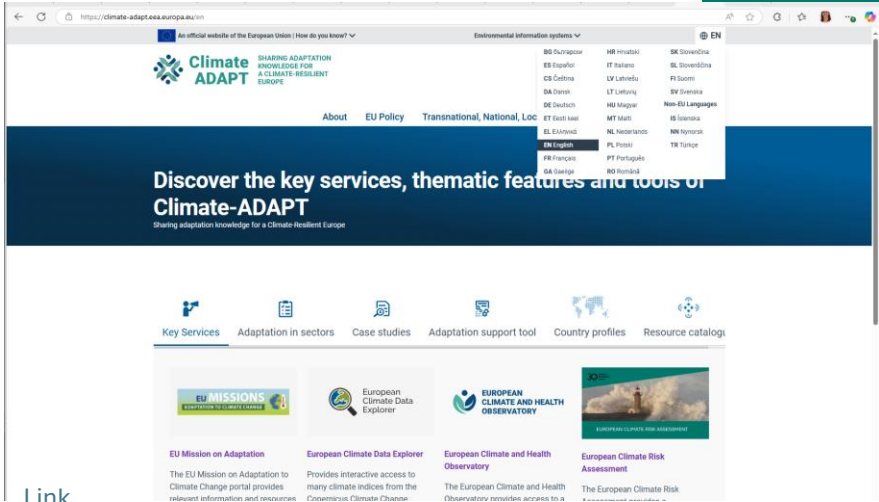 https://climate-adapt.eea.europa.eu/en
An official website of the European Union | How do you know?
Environmental information systems
EN
Climate ADAPT
SHARING ADAPTATION
KNOWLEDGE FOR
A CLIMATE-RESILIENT
EUROPE
BG български
HR Hrvatski
SK Slovenčina
ES Español
IT Italiano
SL Slovenščina
CS Čeština
LV Latviešu
FI Suomi
DA Dansk
LT Lietuvių
SV Svenska
DE Deutsch
HU Magyar
Non-EU Languages
ET Eesti keel
MT Malti
IS Íslenska
EL Ελληνικά
NL Nederlands
NN Nynorsk
EN English
PL Polski
TR Türkçe
FR Français
PT Português
GA Gaeilge
RO Română
About
EU Policy
Transnational, National, Loc
Discover the key services, thematic features and tools of
Climate-ADAPT
Sharing adaptation knowledge for a Climate-Resilient Europe
Key Services
Adaptation in sectors
Case studies
Adaptation support tool
Country profiles
Resource catalogu
EU MISSIONS
ADAPTATION TO CLIMATE CHANGE
European
Climate Data
Explorer
EUROPEAN
CLIMATE AND HEALTH
OBSERVATORY
EUROPEAN CLIMATE RISK ASSESSMENT
EU Mission on Adaptation
The EU Mission on Adaptation to
Climate Change portal provides
relevant information and resources
European Climate Data Explorer
Provides interactive access to
many climate indices from the
Copernicus Climate Change
European Climate and Health
Observatory
The European Climate and Health
Observatory provides access to a
European Climate Risk
Assessment
The European Climate Risk
Assessment provides a
Link